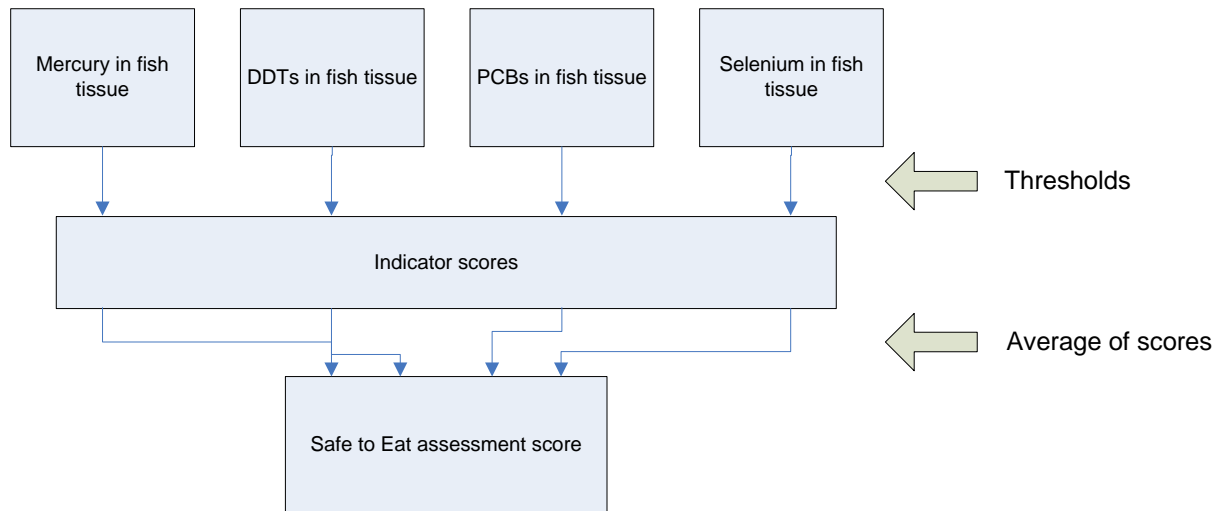 Mercury in fish
tissue
DDTs in fish tissue
PCBs in fish tissue
Selenium in fish
tissue
Thresholds
Indicator scores
Average of scores
Safe to Eat assessment score